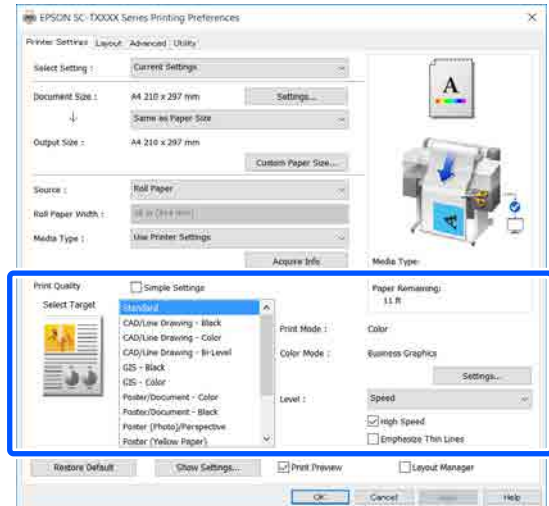 EPSON SC-TXXXX Series Printing Preferences
Printer Settings Layout Advanced Utility
Select Setting : Current Settings
Document Size : A4 210 x 297 mm Settings...
Same as Paper Size
Output Size : A4 210 x 297 mm
Custom Paper Size...
Source : Roll Paper
Roll Paper Width :
Media Type : Use Printer Settings
Acquire Info
Media Type:
Print Quality Simple Settings
Paper Remaining:
11 ft
Select Target
Standard
CAD/Line Drawing - Black
CAD/Line Drawing - Color
CAD/Line Drawing - Bi-Level
GIS - Black
GIS - Color
Poster/Document - Color
Poster/Document - Black
Poster (Photo)/Perspective
Poster (Yellow Paper)
Print Mode : Color
Color Mode : Business Graphics
Settings...
Level : Speed
High Speed
Emphasize Thin Lines
Restore Default Show Settings... Print Preview Layout Manager
OK Cancel Help
A
A